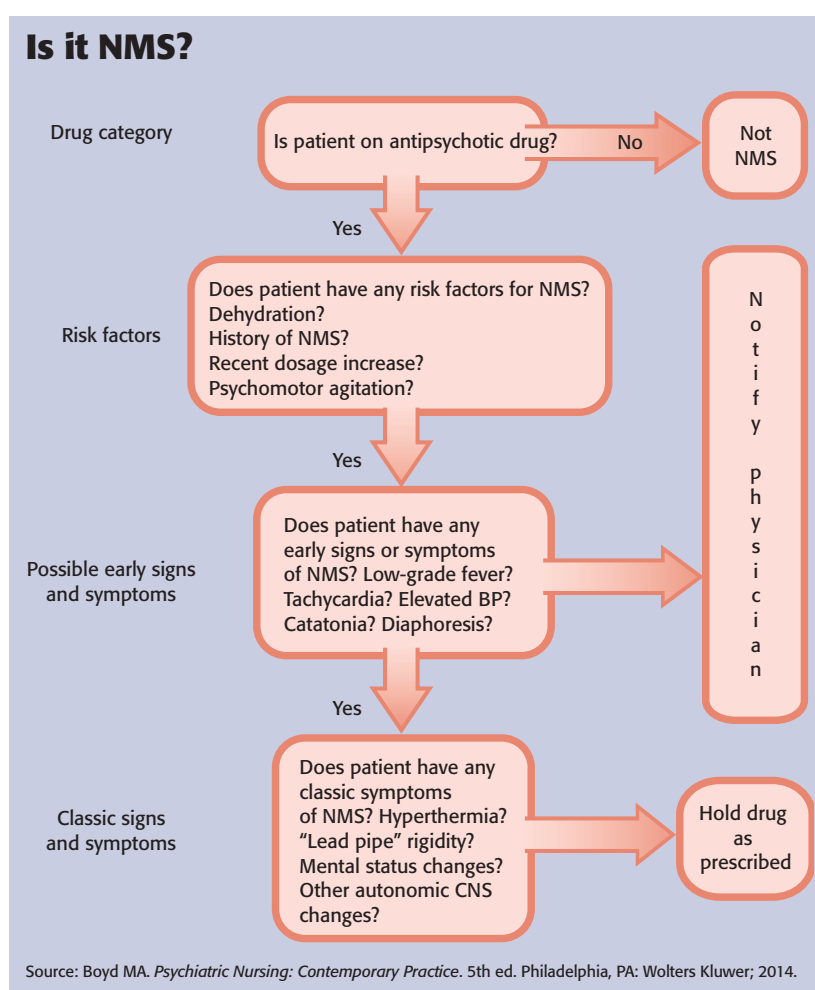 Is it NMS?
Drug category
Is patient on antipsychotic drug?
No
Not
NMS
Yes
Risk factors
Does patient have any risk factors for NMS?
Dehydration?
History of NMS?
Recent dosage increase?
Psychomotor agitation?
Notify physician
Yes
Possible early signs
and symptoms
Does patient have any
early signs or symptoms
of NMS? Low-grade fever?
Tachycardia? Elevated BP?
Catatonia? Diaphoresis?
Yes
Classic signs
and symptoms
Does patient have any
classic symptoms
of NMS? Hyperthermia?
“Lead pipe” rigidity?
Mental status changes?
Other autonomic CNS
changes?
Hold drug
as
prescribed
Source: Boyd MA. Psychiatric Nursing: Contemporary Practice. 5th ed. Philadelphia, PA: Wolters Kluwer; 2014.